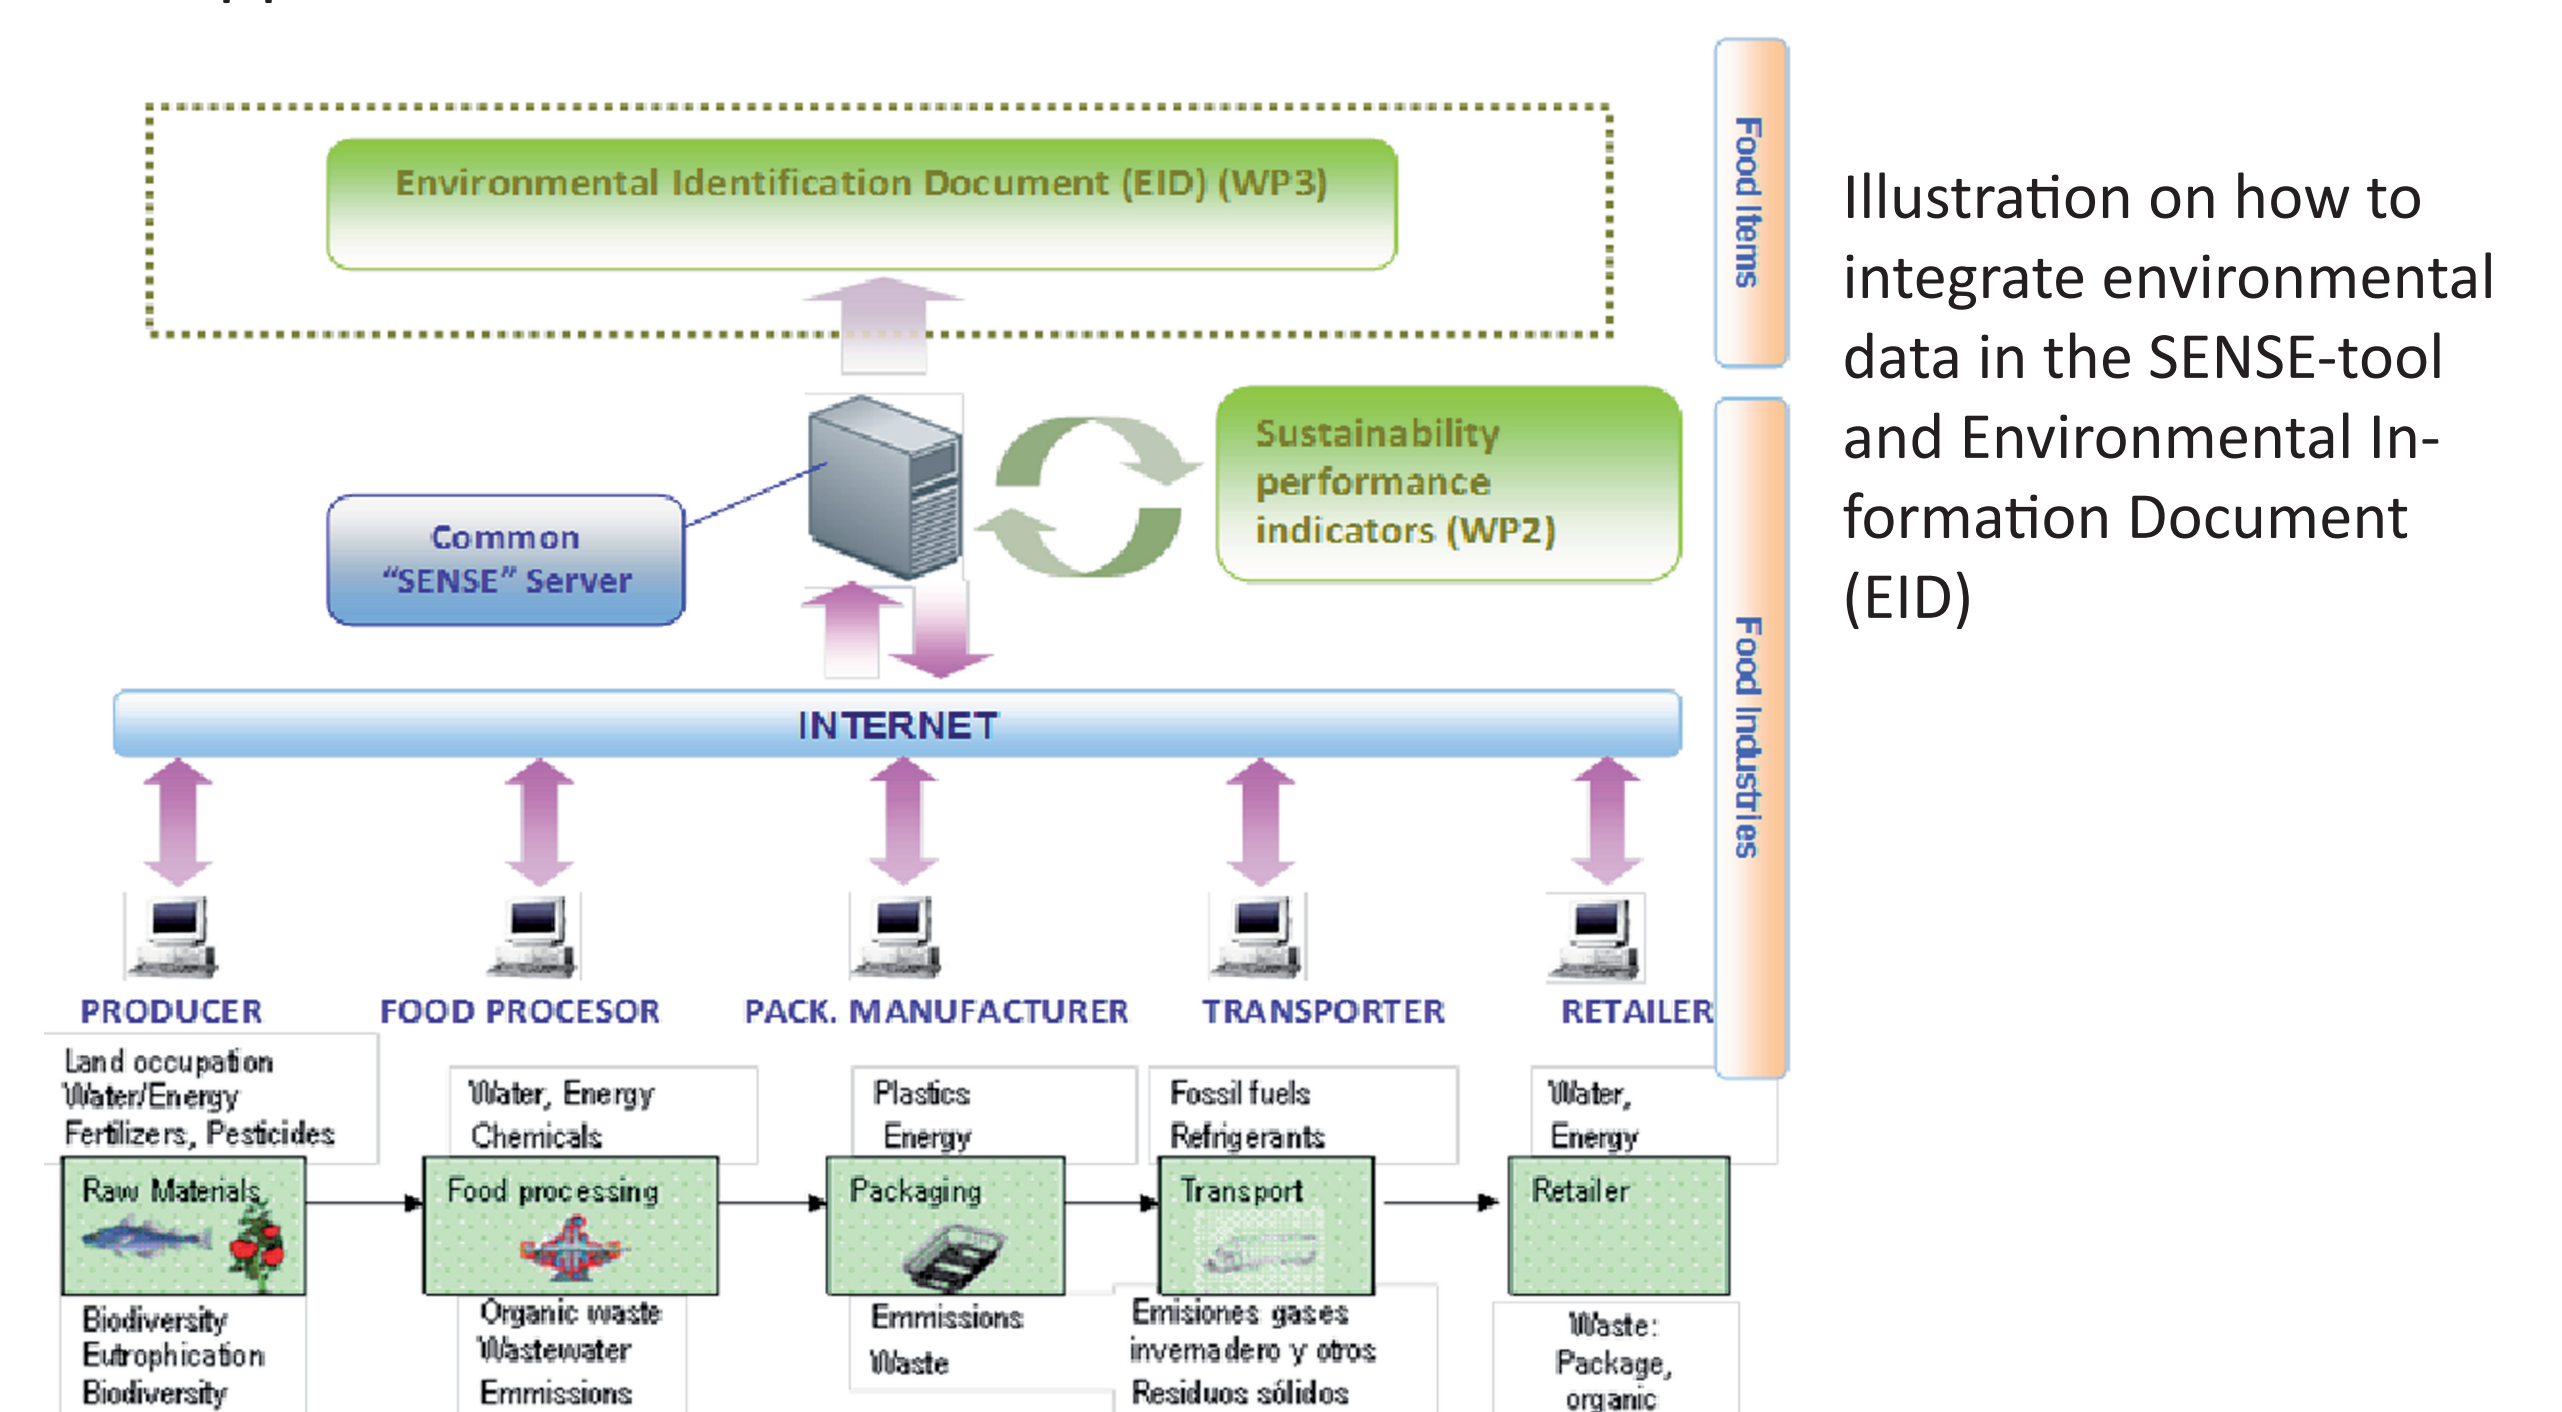 Environmental Identification Document (EID) (WP3)
Food Items
Illustration on how to
integrate environmental
data in the SENSE-tool
and Environmental In-
formation Document
(EID)
Sustainability
performance
indicators (WP2)
Common
“SENSE” Server
Food Industries
INTERNET
PRODUCER
FOOD PROCESOR
PACK. MANUFACTURER
TRANSPORTER
RETAILER
Land occupation
Water/Energy
Fertilizers, Pesticides
Water, Energy
Chemicals
Plastics
Energy
Fossil fuels
Refrigerants
Water,
Energy
Raw Materials
Food processing
Packaging
Transport
Retailer
Biodiversity
Eutrophication
Biodiversity
Organic waste
Wastewater
Emmissions
Emmissions
Waste
Emisiones gases
invernadero y otros
Residuos sólidos
Waste:
Package,
organic